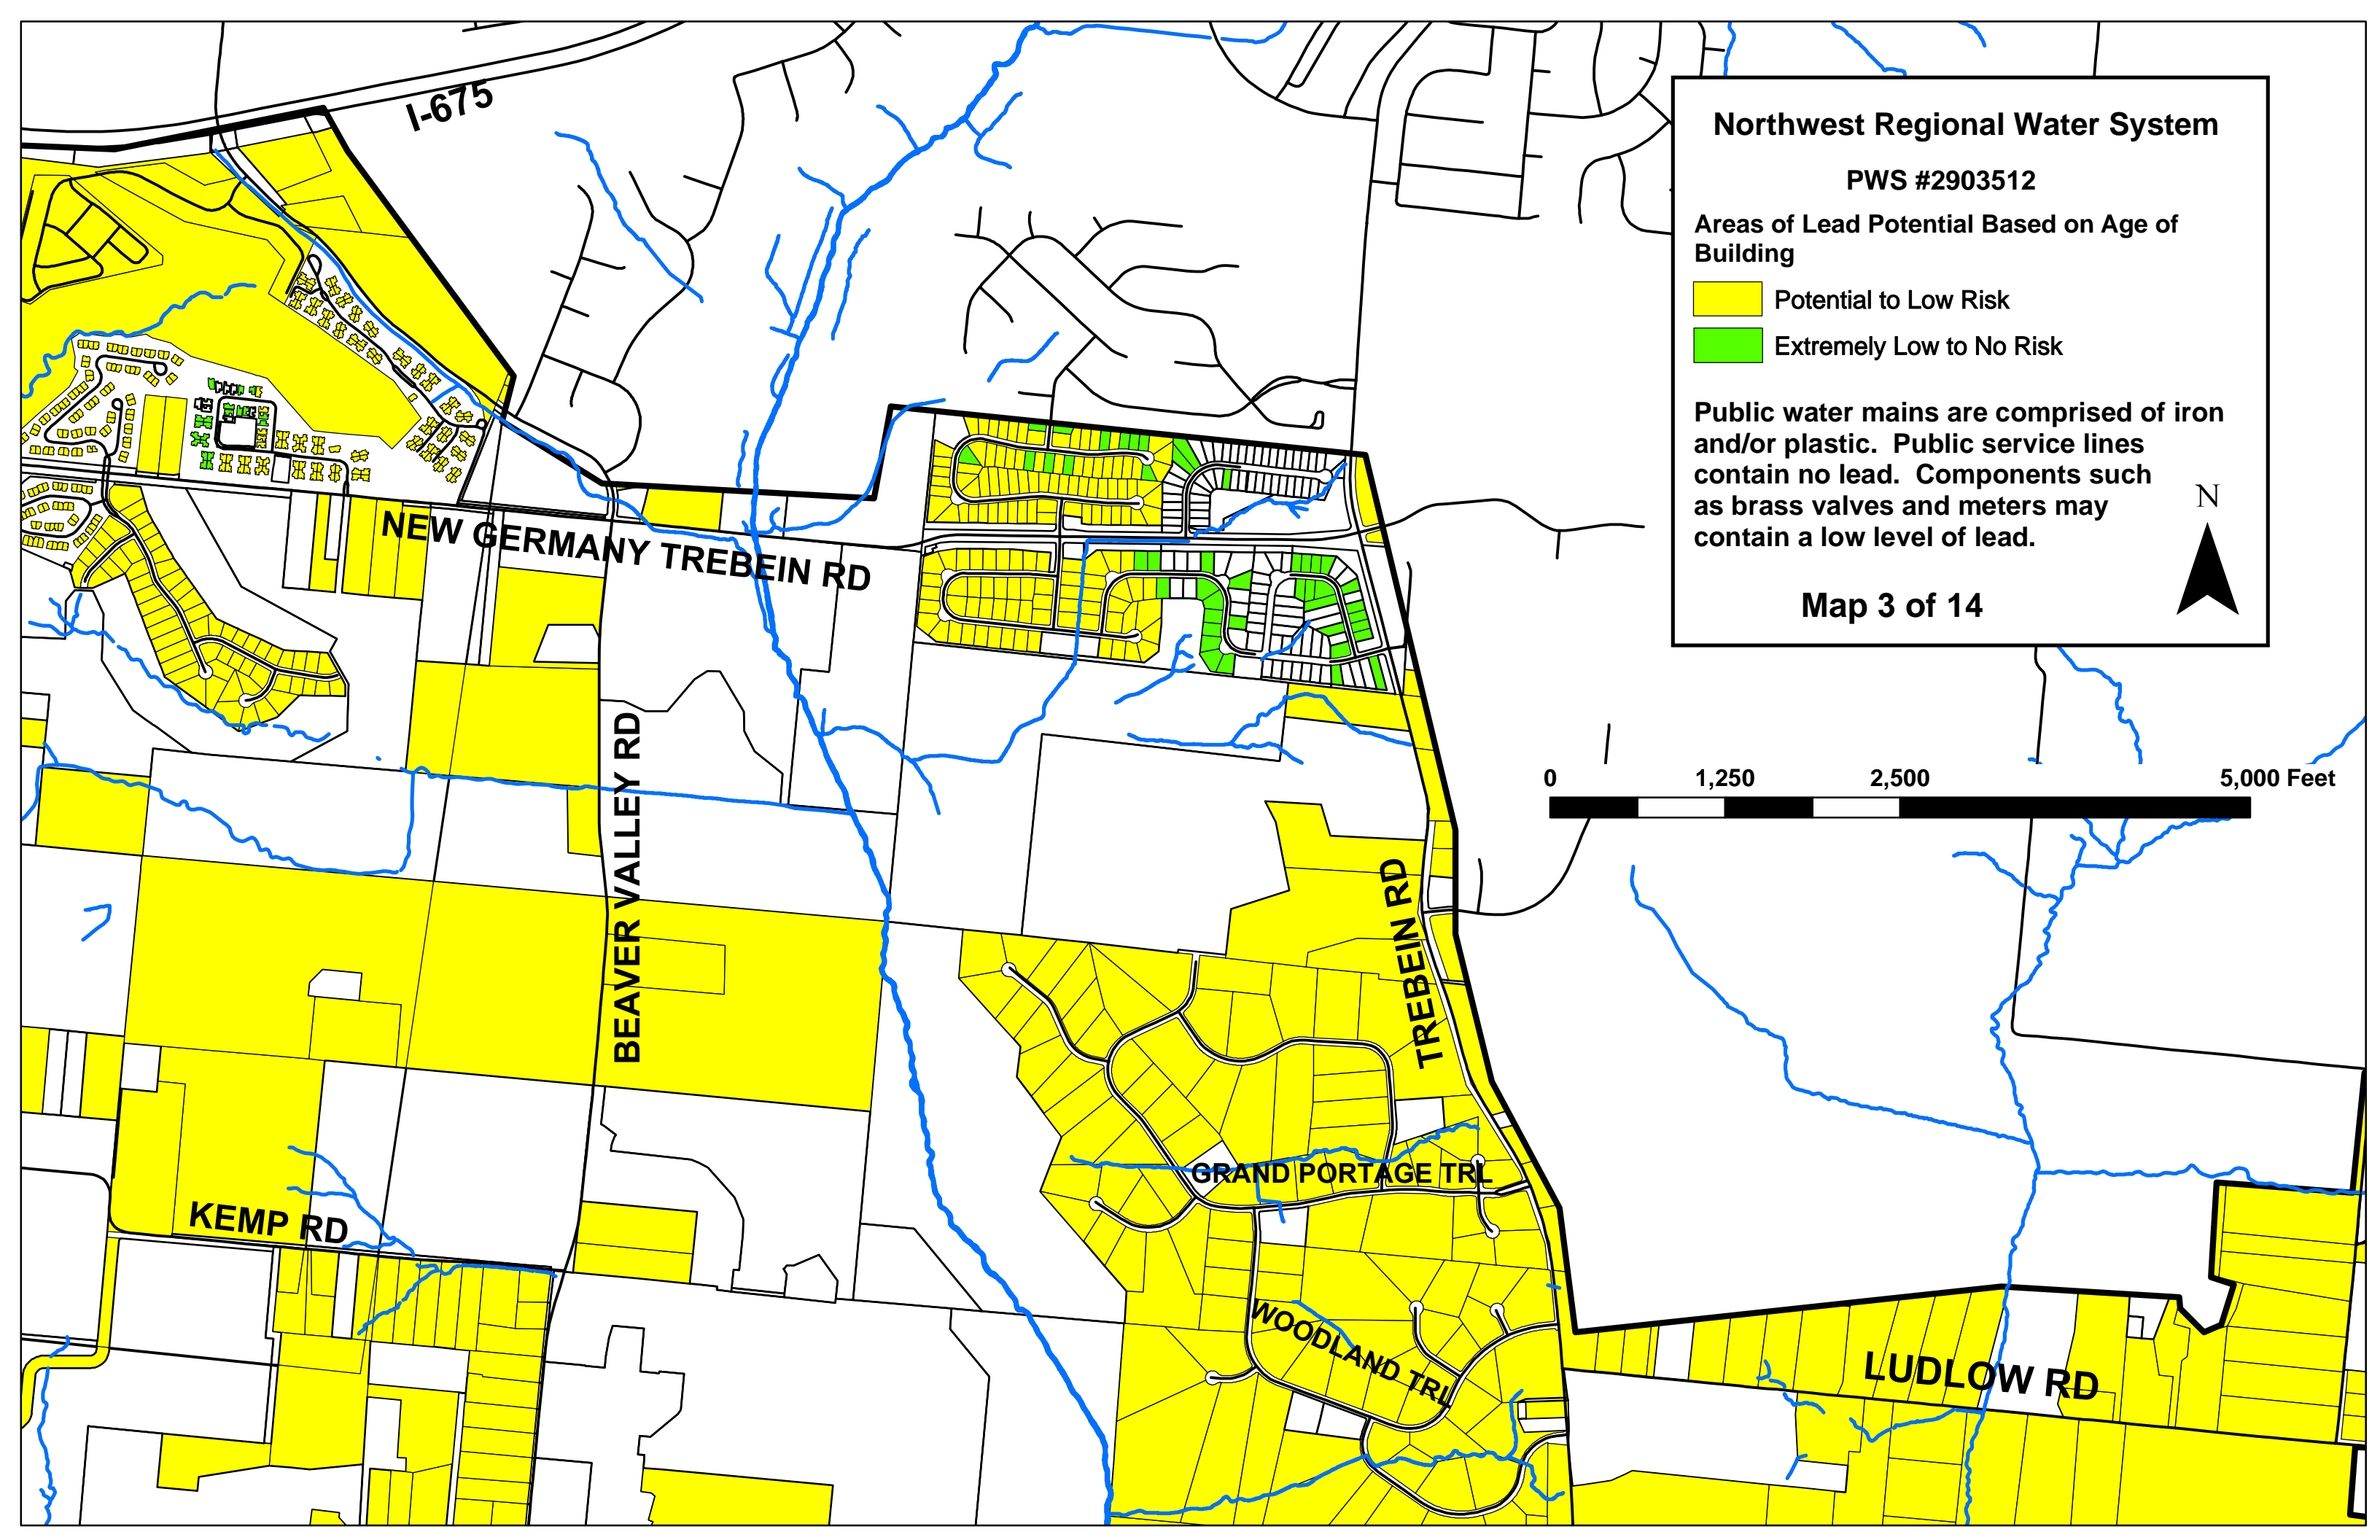 I-675
Northwest Regional Water System
PWS #2903512
Areas of Lead Potential Based on Age of
Building
Potential to Low Risk
Extremely Low to No Risk
Public water mains are comprised of iron
and/or plastic.  Public service lines
contain no lead.  Components such
as brass valves and meters may
contain a low level of lead.
N
Map 3 of 14
NEW GERMANY TREBEIN RD
0 1,250 2,500 5,000 Feet
BEAVER VALLEY RD
TREBEIN RD
GRAND PORTAGE TRL
KEMP RD
WOODLAND TRL
LUDLOW RD